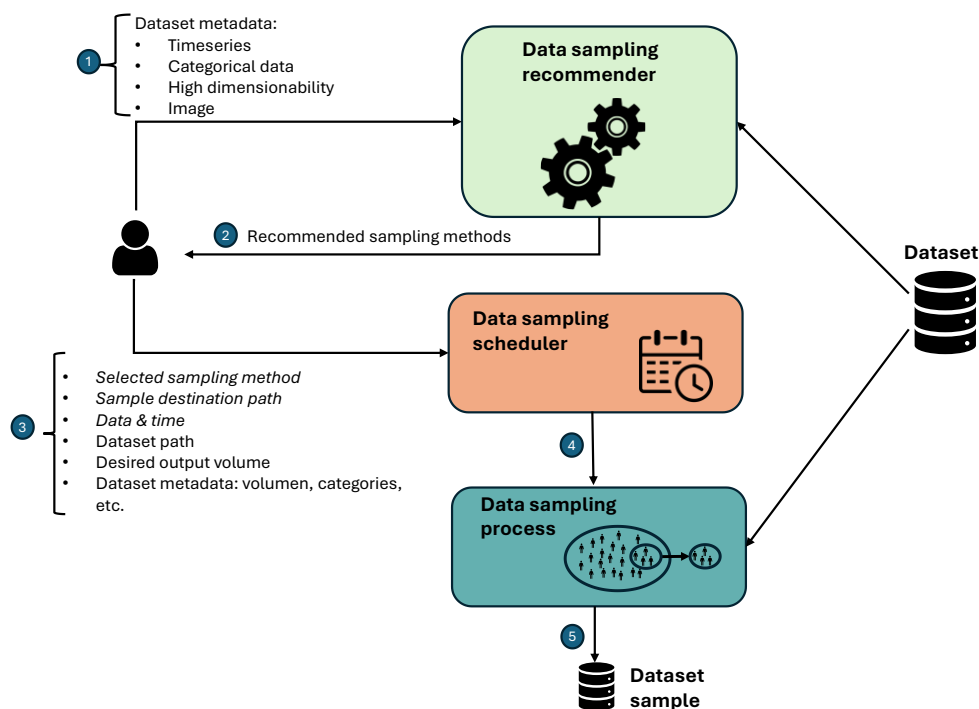 Dataset metadata:
• Timeseries
• Categorical data
• High dimensionability
• Image
1
Data sampling
recommender
2
Recommended sampling methods
Dataset
Data sampling
scheduler
3
• Selected sampling method
• Sample destination path
• Data & time
• Dataset path
• Desired output volume
• Dataset metadata: volumen, categories,
etc.
4
Data sampling
process
5
Dataset
sample